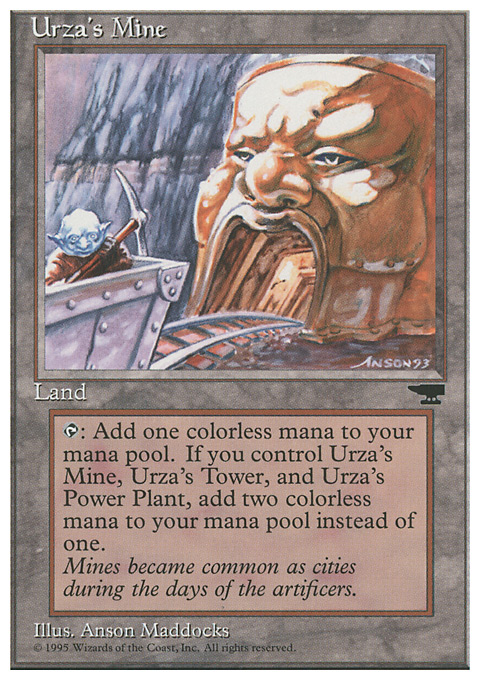 Urza's Mine
ANSON93
Land
: Add one colorless mana to your
mana pool. If you control Urza's
Mine, Urza's Tower, and Urza's
Power Plant, add two colorless
mana to your mana pool instead of
one.
Mines became common as cities
during the days of the artificers.
Illus. Anson Maddocks
© 1995 Wizards of the Coast, Inc. All rights reserved.